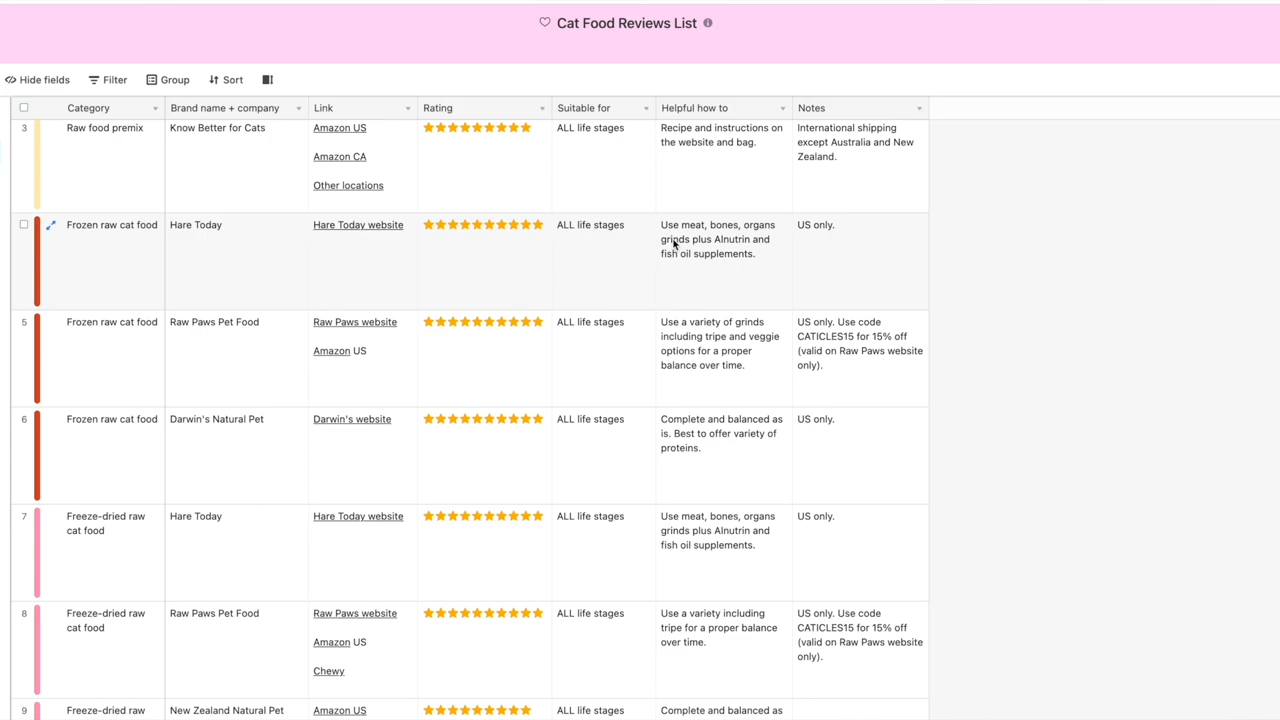 Cat Food Reviews List
Hide fields Filter Group Sort
Category Brand name + company Link Rating Suitable for Helpful how to Notes
3 Raw food premix Know Better for Cats Amazon US ALL life stages Recipe and instructions on International shipping
the website and bag. except Australia and New
Amazon CA Zealand.
Other locations
Frozen raw cat food Hare Today Hare Today website ALL life stages Use meat, bones, organs US only.
grinds plus Alnutrin and
fish oil supplements.
5 Frozen raw cat food Raw Paws Pet Food Raw Paws website ALL life stages Use a variety of grinds US only. Use code
including tripe and veggie CATICLES15 for 15% off
Amazon US options for a proper (valid on Raw Paws website
balance over time. only).
6 Frozen raw cat food Darwin's Natural Pet Darwin's website ALL life stages Complete and balanced as US only.
is. Best to offer variety of
proteins.
7 Freeze-dried raw Hare Today Hare Today website ALL life stages Use meat, bones, organs US only.
cat food grinds plus Alnutrin and
fish oil supplements.
8 Freeze-dried raw Raw Paws Pet Food Raw Paws website ALL life stages Use a variety including US only. Use code
cat food tripe for a proper balance CATICLES15 for 15% off
Amazon US over time. (valid on Raw Paws website
only).
Chewy
9 Freeze-dried raw New Zealand Natural Pet Amazon US ALL life stages Complete and balanced as